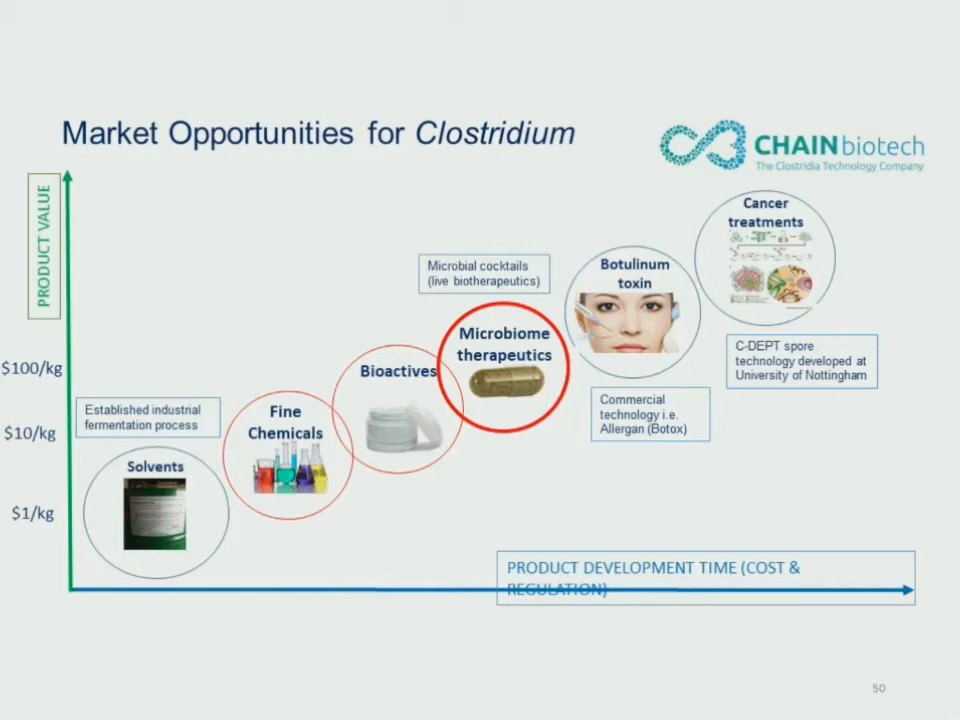 Market Opportunities for Clostridium
CHAINbiotech
The Clostridia Technology Company
PRODUCT VALUE
$100/kg
$10/kg
$1/kg
Established industrial
fermentation process
Solvents
Fine
Chemicals
Bioactives
Microbial cocktails
(live biotherapeutics)
Microbiome
therapeutics
Botulinum
toxin
Commercial
technology i.e.
Allergan (Botox)
Cancer
treatments
C-DEPT spore
technology developed at
University of Nottingham
PRODUCT DEVELOPMENT TIME (COST &
REGULATION)
50